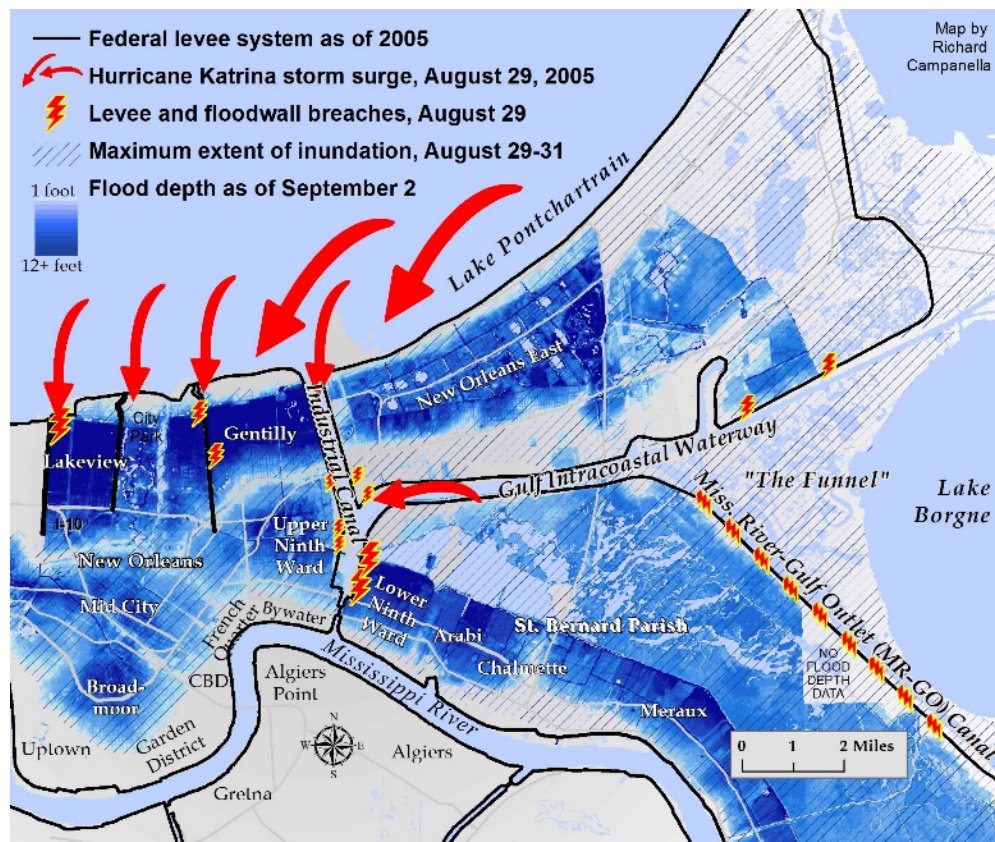 Federal levee system as of 2005
Hurricane Katrina storm surge, August 29, 2005
Levee and floodwall breaches, August 29
Maximum extent of inundation, August 29-31
Flood depth as of September 2
1 foot
12+ feet
Map by
Richard
Campanella
Lake Pontchartrain
New Orleans East
City
Park
Gentilly
Lakeview
Industrial Canal
Gulf Intracoastal Waterway
"The Funnel"
Lake
Borgne
Miss. River-Gulf Outlet (MR-GO) Canal
I-10
New Orleans
Upper
Ninth
Ward
Mid City
Lower
Ninth
Ward
French
Quarter
Bywater
Arabi
St. Bernard Parish
Chalmette
NO
FLOOD
DEPTH
DATA
Broad-
moor
CBD
Algiers
Point
Mississippi River
Meraux
Uptown
Garden
District
Algiers
Gretna
N
W
E
S
0 1 2 Miles